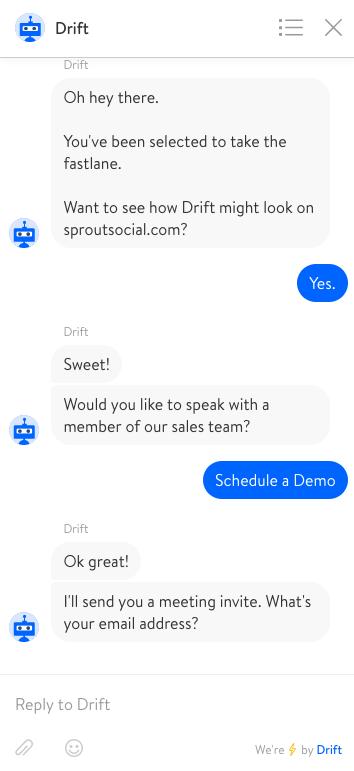 Drift
Drift
Oh hey there.
You've been selected to take the
fastlane.
Want to see how Drift might look on
sproutsocial.com?
Yes.
Drift
Sweet!
Would you like to speak with a
member of our sales team?
Schedule a Demo
Drift
Ok great!
I'll send you a meeting invite. What's
your email address?
Reply to Drift
We're ⚡ by Drift